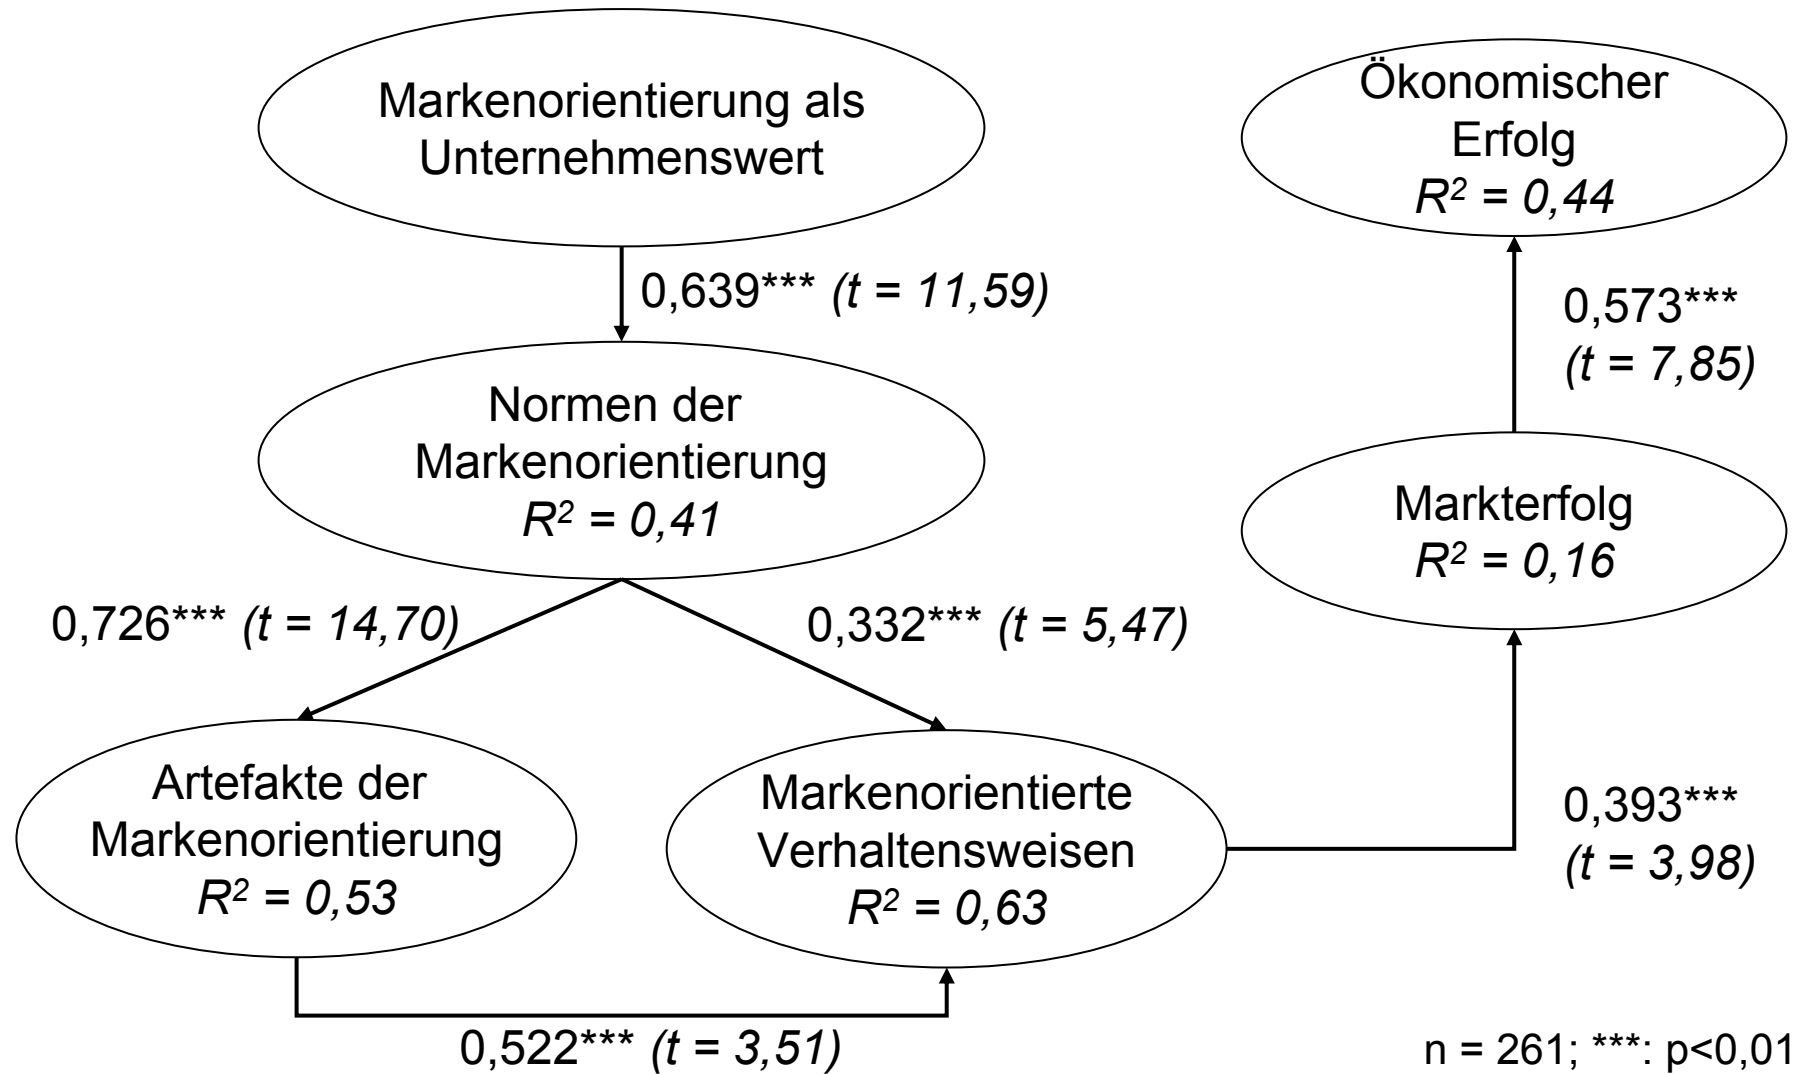 Markenorientierung als
Unternehmenswert
0,639*** (t = 11,59)
Normen der
Markenorientierung
R² = 0,41
0,726*** (t = 14,70)
0,332*** (t = 5,47)
Artefakte der
Markenorientierung
R² = 0,53
Markenorientierte
Verhaltensweisen
R² = 0,63
0,522*** (t = 3,51)
Ökonomischer
Erfolg
R² = 0,44
0,573***
(t = 7,85)
Markterfolg
R² = 0,16
0,393***
(t = 3,98)
n = 261; ***: p<0,01